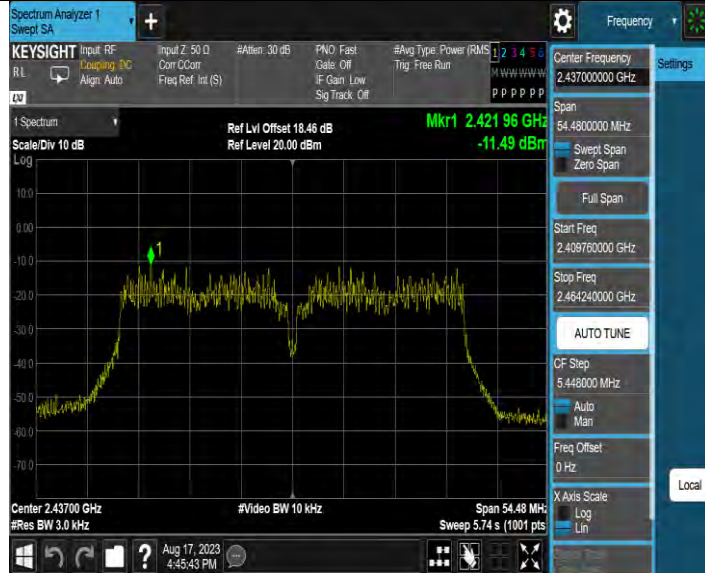 Spectrum Analyzer 1
Swept SA
+
Frequency
KEYSIGHT
Input: RF
Input Z: 50 Ω
#Atten: 30 dB
PNO: Fast
#Avg Type: Power (RMS
1 2 3 4 5 6
R L
Coupling: DC
Corr CCorr
Gate: Off
Trig: Free Run
M W W W W W
Align: Auto
Freq Ref: Int (S)
IF Gain: Low
Sig Track: Off
P P P P P P
LXI
1 Spectrum
Ref Lvl Offset 18.46 dB
Mkr1 2.421 96 GHz
Scale/Div 10 dB
Ref Level 20.00 dBm
-11.49 dBm
Log
10.0
0.00
-10.0
-20.0
-30.0
-40.0
-50.0
-60.0
-70.0
1
Center 2.43700 GHz
#Video BW 10 kHz
Span 54.48 MHz
#Res BW 3.0 kHz
Sweep 5.74 s (1001 pts)
?
Aug 17, 2023
4:45:43 PM
Center Frequency
2.437000000 GHz
Settings
Span
54.4800000 MHz
Swept Span
Zero Span
Full Span
Start Freq
2.409760000 GHz
Stop Freq
2.464240000 GHz
AUTO TUNE
CF Step
5.448000 MHz
Auto
Man
Freq Offset
0 Hz
X Axis Scale
Log
Lin
Local